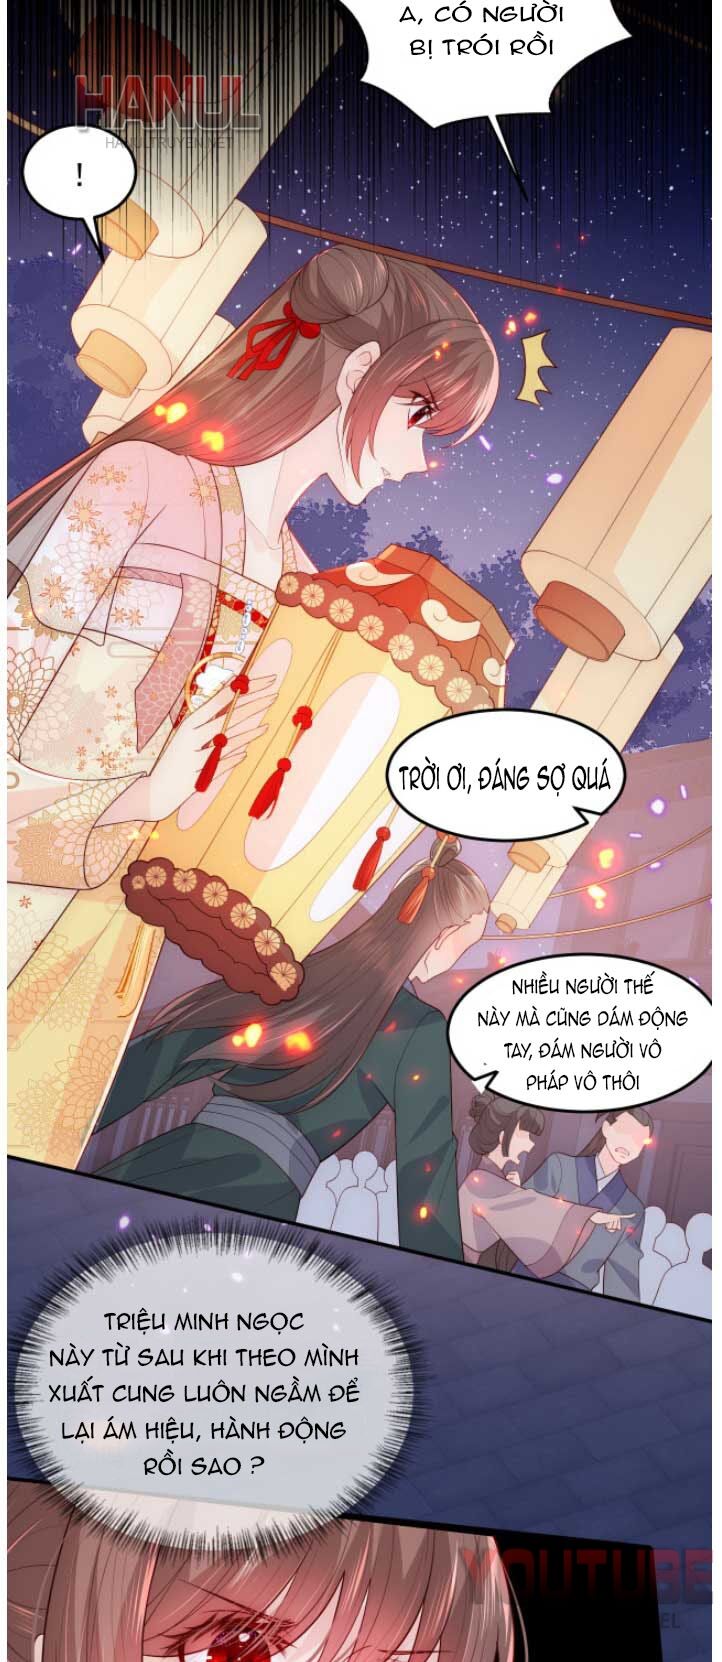 A, CÓ NGƯỜI
BỊ TRÓI RỒI
HANUL
HANULTRUYEN.NET
!
TRỜI ƠI, ĐÁNG SỢ QUÁ
NHIỀU NGƯỜI THẾ
NÀY MÀ CŨNG DÁM ĐỘNG
TAY, ĐÁM NGƯỜI VÔ
PHÁP VÔ THÔI
TRIỆU MINH NGỌC
NÀY TỪ SAU KHI THEO MÌNH
XUẤT CUNG LUÔN NGẦM ĐỂ
LẠI ÁM HIỆU, HÀNH ĐỘNG
RỒI SAO ?
YOUTUBE